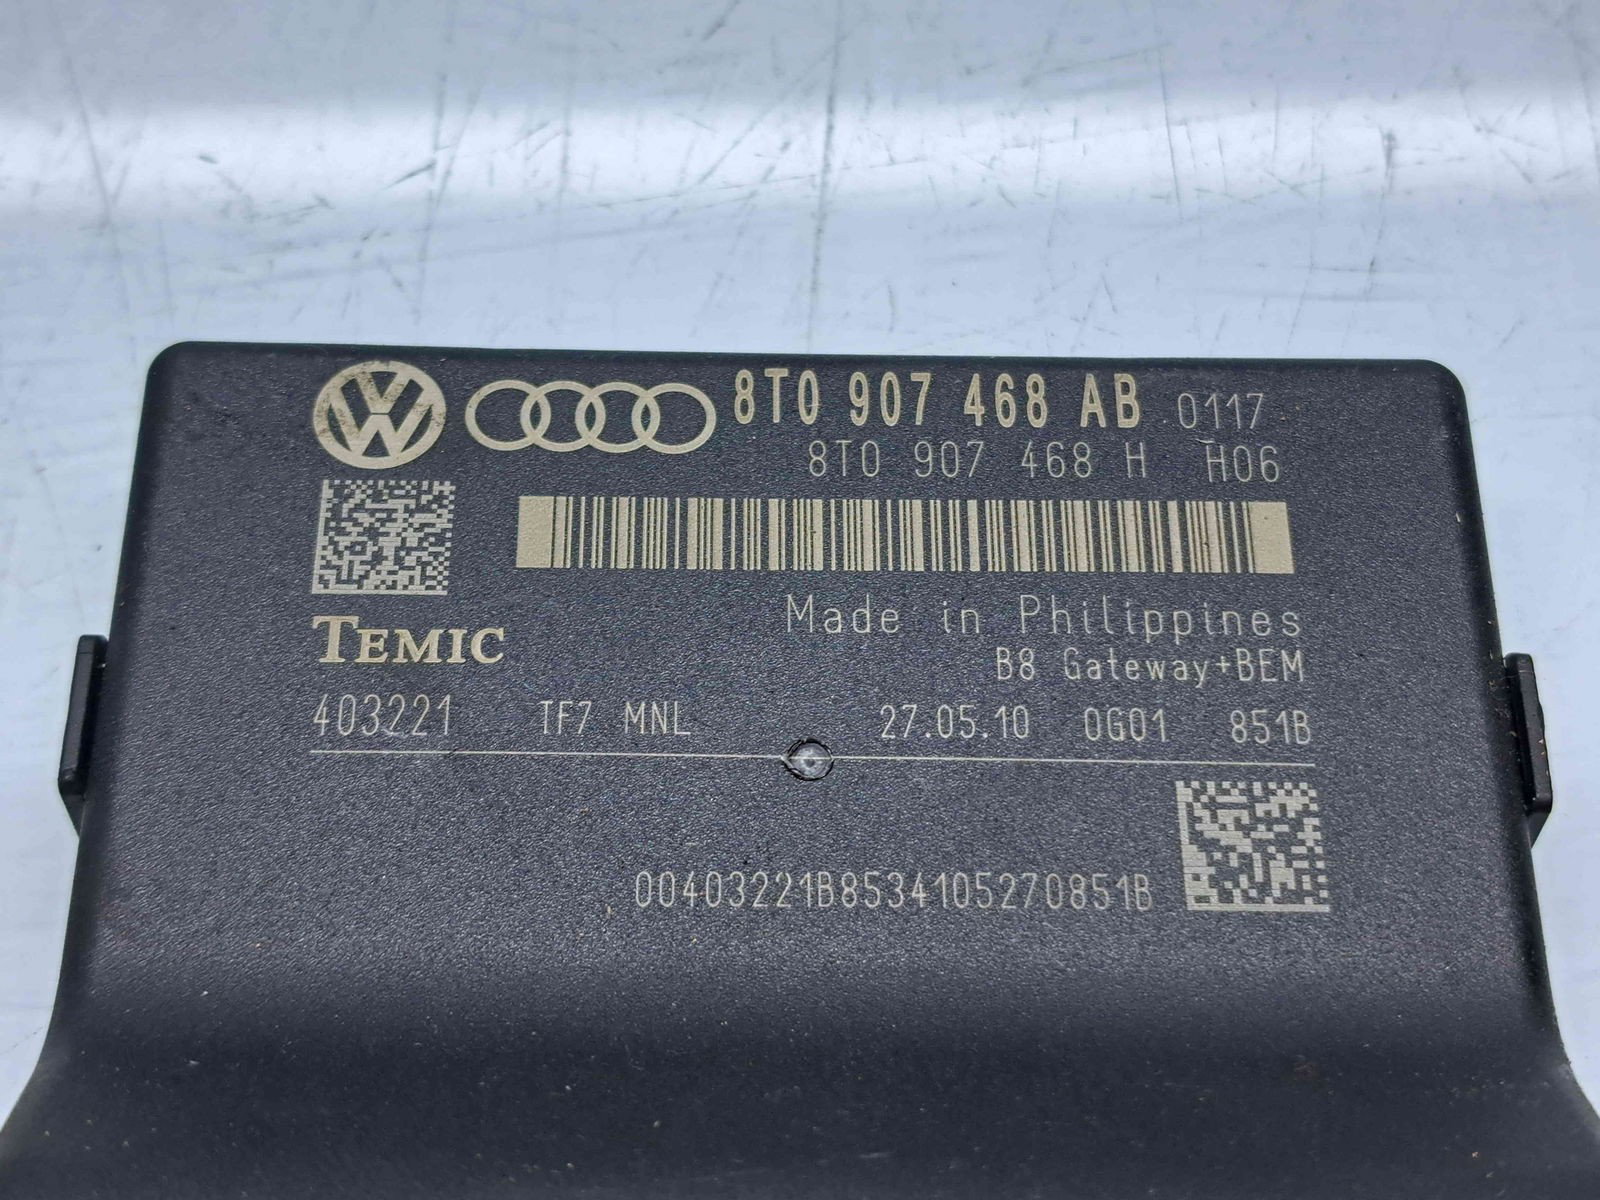 8T0 907 468 AB 0117
8T0 907 468 H H06
TEMIC
Made in Philippines
B8 Gateway+BEM
403221 TF7 MNL 27.05.10 0G01 851B
00403221B8534105270851B